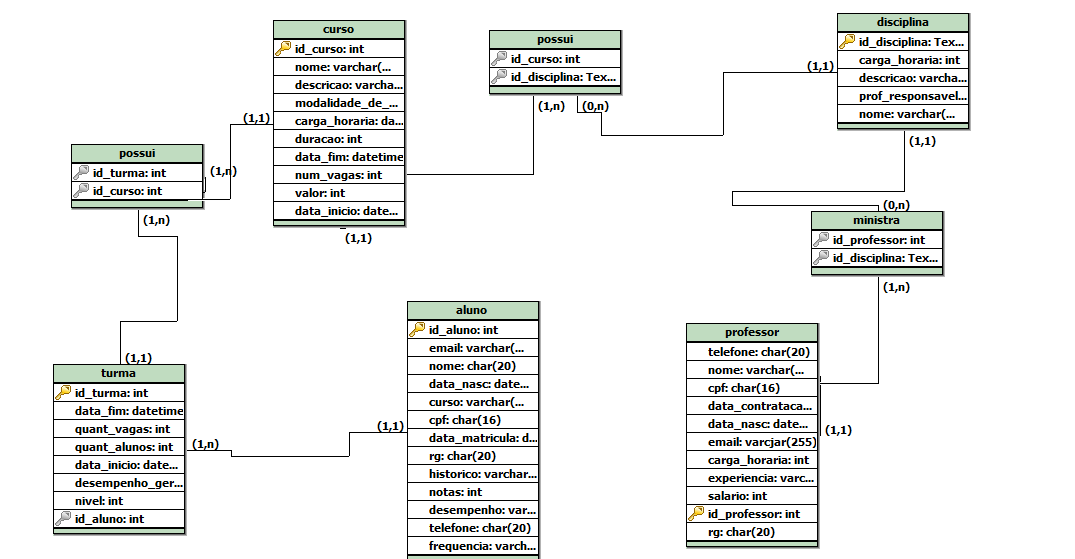 curso
id_curso: int
nome: varchar(...
descricao: varcha...
modalidade_de_...
carga_horaria: da...
duracao: int
data_fim: datetime
num_vagas: int
valor: int
data_inicio: date...
(1,1)
(1,1)
possui
id_curso: int
id_disciplina: Tex...
(1,n)
(0,n)
disciplina
id_disciplina: Tex...
carga_horaria: int
descricao: varcha...
prof_responsavel...
nome: varchar(...
(1,1)
(1,1)
possui
id_turma: int
id_curso: int
(1,n)
(1,n)
ministra
id_professor: int
id_disciplina: Tex...
(0,n)
(1,n)
turma
id_turma: int
data_fim: datetime
quant_vagas: int
quant_alunos: int
data_inicio: date...
desempenho_ger...
nivel: int
id_aluno: int
(1,1)
(1,n)
aluno
id_aluno: int
email: varchar(...
nome: char(20)
data_nasc: date...
curso: varchar(...
cpf: char(16)
data_matricula: d...
rg: char(20)
historico: varchar...
notas: int
desempenho: var...
telefone: char(20)
frequencia: varch...
(1,1)
professor
telefone: char(20)
nome: varchar(...
cpf: char(16)
data_contrataca...
data_nasc: date...
email: varcjar(255)
carga_horaria: int
experiencia: varc...
salario: int
id_professor: int
rg: char(20)
(1,1)